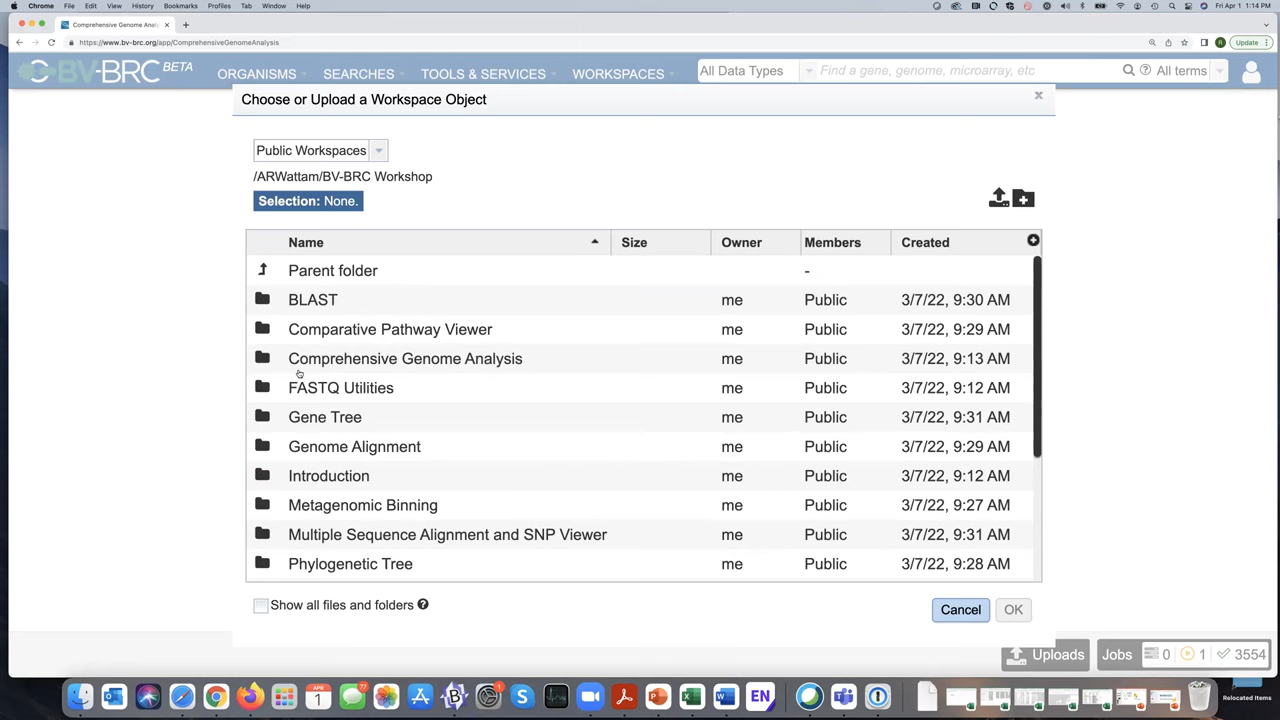 Chrome File Edit View History Bookmarks Profiles Tab Window Help Fri Apr 1 1:14 PM
Comprehensive Genome Anal
https://www.bv-brc.org/app/ComprehensiveGenomeAnalysis Update
BV-BRC BETA ORGANISMS SEARCHES TOOLS & SERVICES WORKSPACES All Data Types Find a gene, genome, microarray, etc All terms
Choose or Upload a Workspace Object
Public Workspaces
/ARWattam/BV-BRC Workshop
Selection: None.
Name Size Owner Members Created
Parent folder -
BLAST me Public 3/7/22, 9:30 AM
Comparative Pathway Viewer me Public 3/7/22, 9:29 AM
Comprehensive Genome Analysis me Public 3/7/22, 9:13 AM
FASTQ Utilities me Public 3/7/22, 9:12 AM
Gene Tree me Public 3/7/22, 9:31 AM
Genome Alignment me Public 3/7/22, 9:29 AM
Introduction me Public 3/7/22, 9:12 AM
Metagenomic Binning me Public 3/7/22, 9:27 AM
Multiple Sequence Alignment and SNP Viewer me Public 3/7/22, 9:31 AM
Phylogenetic Tree me Public 3/7/22, 9:28 AM
Show all files and folders
Cancel OK
Uploads Jobs 0 1 3554
Relocated Items